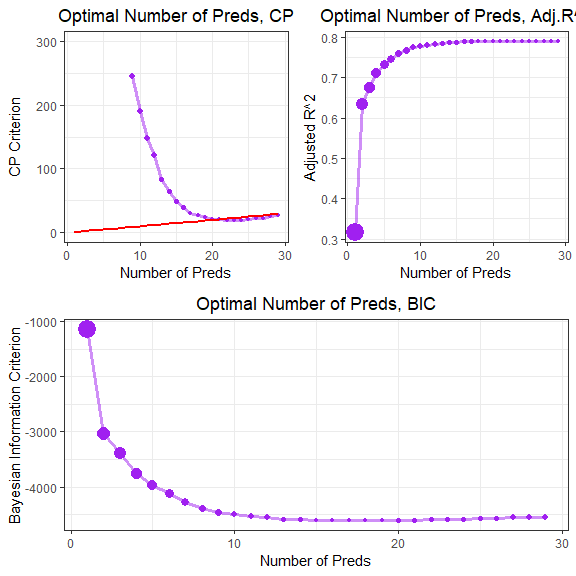 Optimal Number of Preds, CP
CP Criterion
300
200
100
0
0
10
20
30
Number of Preds
Optimal Number of Preds, Adj.R^
Adjusted R^2
0.8
0.7
0.6
0.5
0.4
0.3
0
10
20
30
Number of Preds
Optimal Number of Preds, BIC
Bayesian Information Criterion
-1000
-2000
-3000
-4000
0
10
20
30
Number of Preds